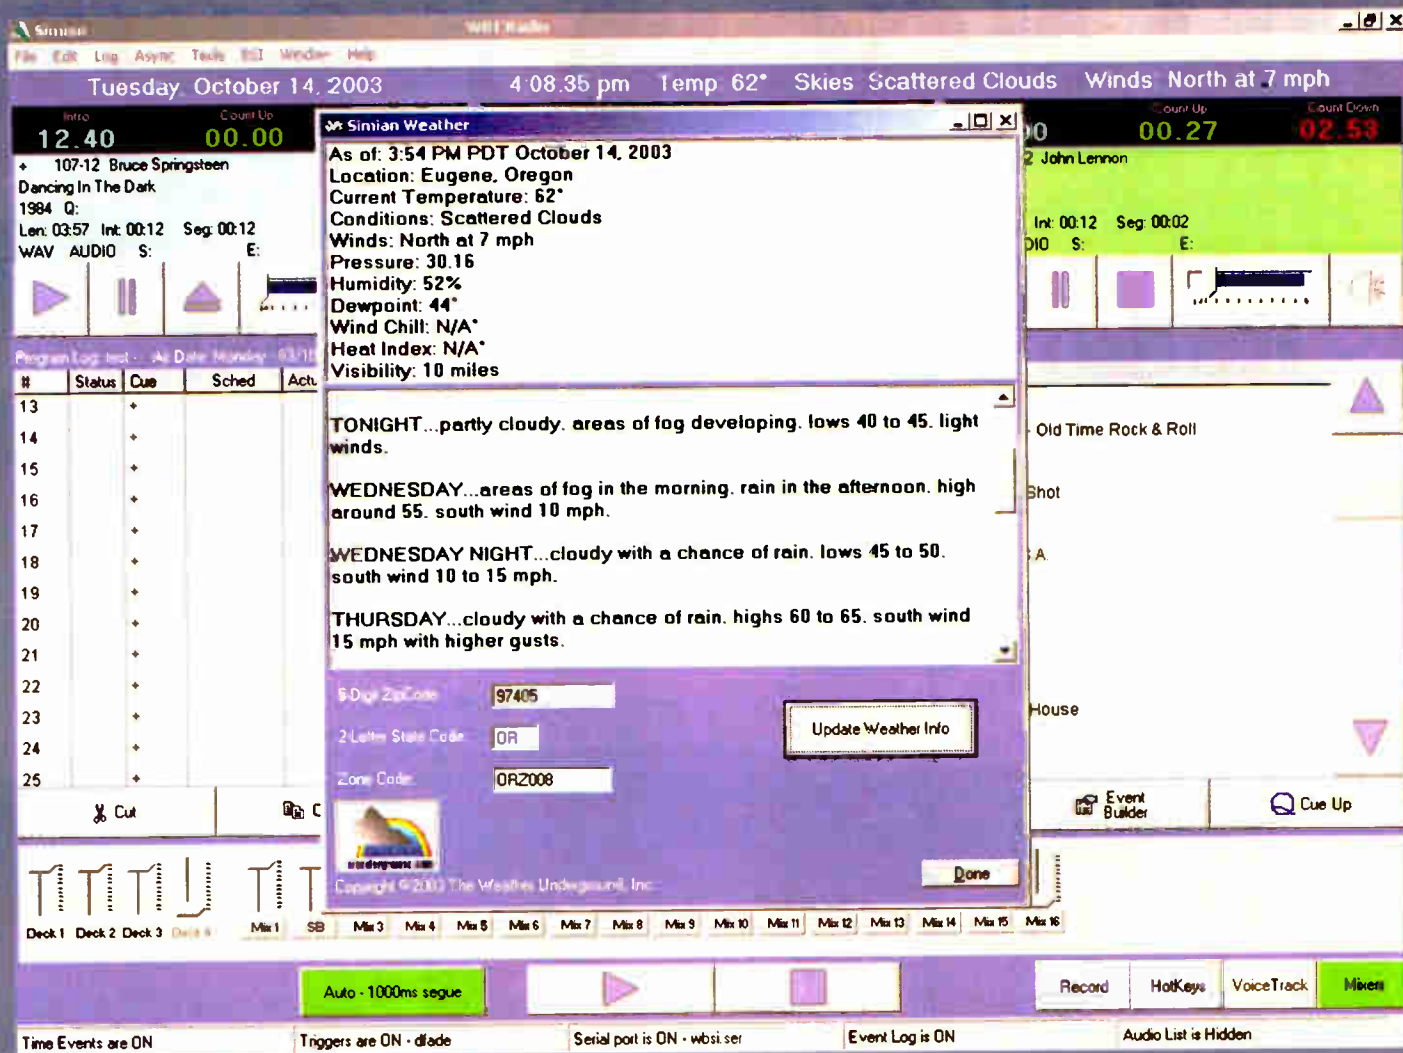 Simian
File Edit Log Async Tools BSI Window Help
Tuesday, October 14, 2003 4:08:35 pm Temp 62° Skies Scattered Clouds Winds North at 7 mph
Intro Count Up
12.40 00.00
+ 107-12 Bruce Springsteen
Dancing In The Dark
1984 Q:
Len: 03:57 Int: 00:12 Seg: 00:12
WAV AUDIO S: E:
Count Up Count Down
00.27 02.53
John Lennon
Int: 00:12 Seg: 00:02
S: E:
Simian Weather
As of: 3:54 PM PDT October 14, 2003
Location: Eugene, Oregon
Current Temperature: 62°
Conditions: Scattered Clouds
Winds: North at 7 mph
Pressure: 30.16
Humidity: 52%
Dewpoint: 44°
Wind Chill: N/A°
Heat Index: N/A°
Visibility: 10 miles
TONIGHT...partly cloudy. areas of fog developing. lows 40 to 45. light
winds.
WEDNESDAY...areas of fog in the morning. rain in the afternoon. high
around 55. south wind 10 mph.
WEDNESDAY NIGHT...cloudy with a chance of rain. lows 45 to 50.
south wind 10 to 15 mph.
THURSDAY...cloudy with a chance of rain. highs 60 to 65. south wind
15 mph with higher gusts.
5-Digit ZipCode 97405
2-Letter State Code OR
Zone Code: ORZ008
Update Weather Info
Copyright ©2003 The Weather Underground, Inc.
Done
# Status Cue Sched
13 +
14 +
15 +
16 +
17 +
18 +
19 +
20 +
21 +
22 +
23 +
24 +
25 +
Old Time Rock & Roll
Shot
House
Cut
Event
Builder
Cue Up
Deck 1 Deck 2 Deck 3 Mix 1 SB Mix 3 Mix 4 Mix 5 Mix 6 Mix 7 Mix 8 Mix 9 Mix 10 Mix 11 Mix 12 Mix 13 Mix 14 Mix 15 Mix 16
Auto - 1000ms segue
Record HotKeys VoiceTrack Mixers
Time Events are ON Triggers are ON - dfade Serial port is ON - wbsi.ser Event Log is ON Audio List is Hidden